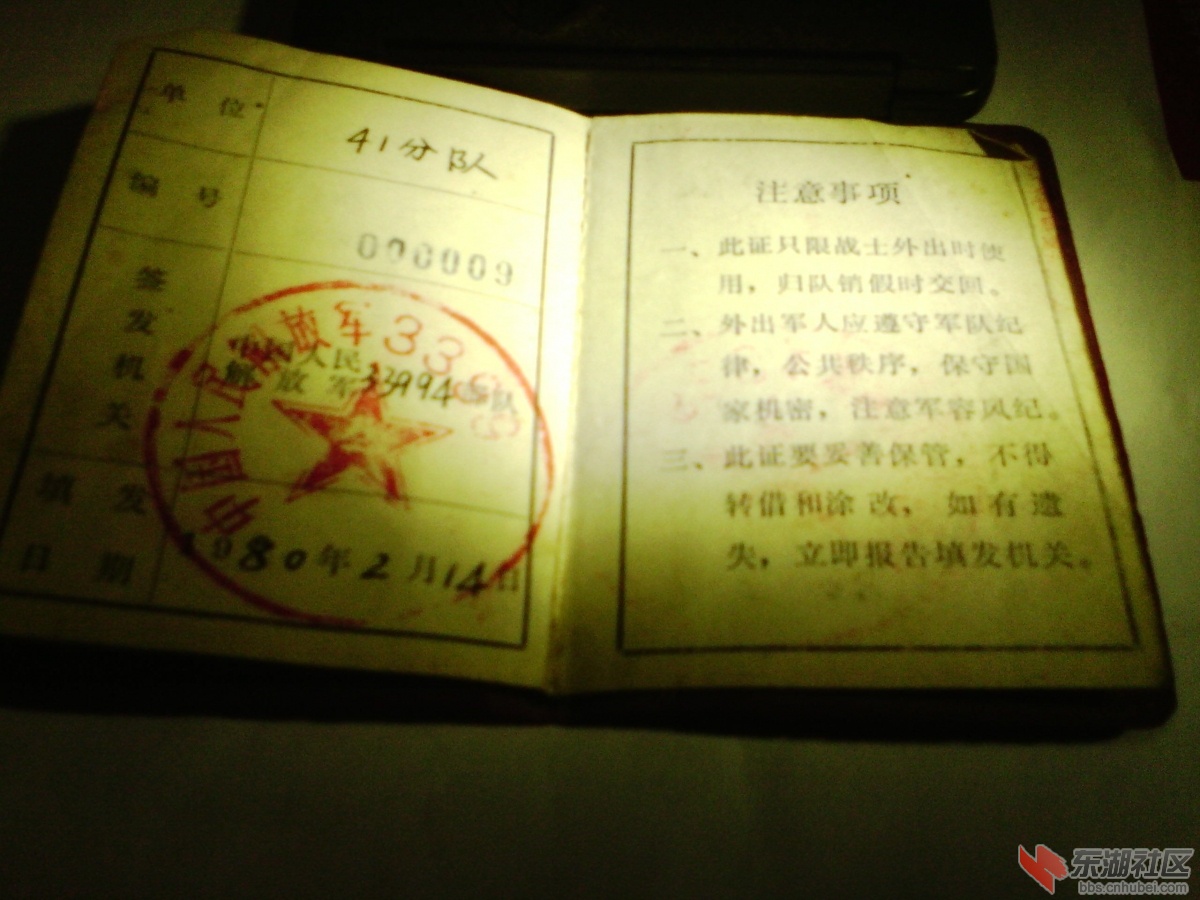 单位
41分队
编号
000009
签发机关
中国人民
解放军33994部队
中国人民解放军33
填发
日期
1980年2月14日
注意事项
一、此证只限战士外出时使
用，归队销假时交回。
二、外出军人应遵守军队纪
律，公共秩序，保守国
家机密，注意军容风纪。
三、此证要妥善保管，不得
转借和涂改，如有遗
失，立即报告填发机关。
东湖社区
bbs.cnhubei.com